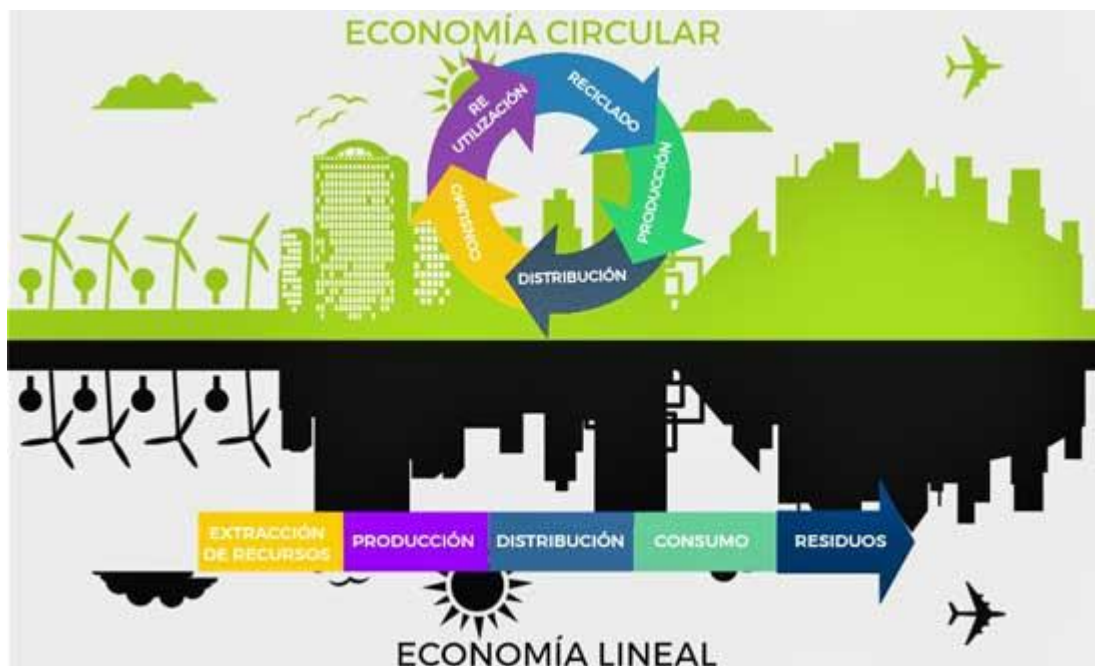 ECONOMÍA CIRCULAR
RE
UTILIZACIÓN
RECICLADO
PRODUCCIÓN
DISTRIBUCIÓN
CONSUMO
EXTRACCIÓN
DE RECURSOS
PRODUCCIÓN
DISTRIBUCIÓN
CONSUMO
RESIDUOS
ECONOMÍA LINEAL